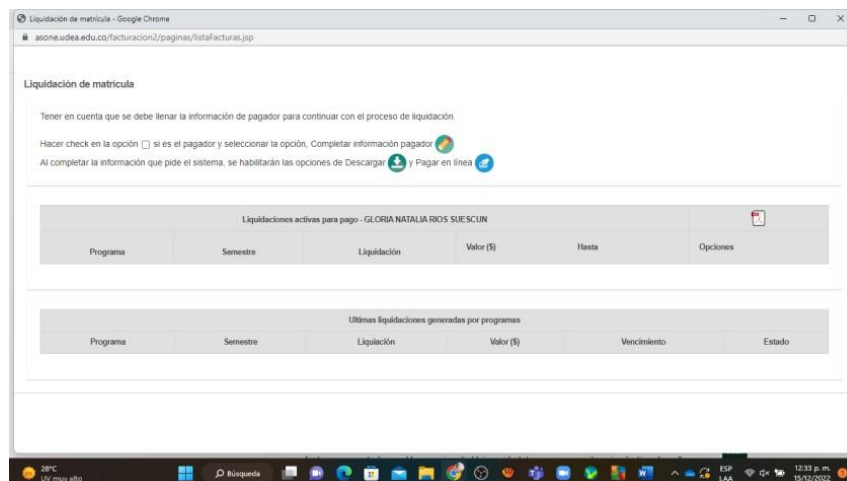 Liquidación de matrícula - Google Chrome
asone.udea.edu.co/facturacion2/paginas/listaFacturas.jsp
Liquidación de matricula
Tener en cuenta que se debe llenar la información de pagador para continuar con el proceso de liquidación.
Hacer check en la opción si es el pagador y seleccionar la opción, Completar información pagador
Al completar la información que pide el sistema, se habilitarán las opciones de Descargar y Pagar en línea
Liquidaciones activas para pago - GLORIA NATALIA RIOS SUESCUN
Programa Semestre Liquidación Valor ($) Hasta Opciones
Ultimas liquidaciones generadas por programas
Programa Semestre Liquiación Valor ($) Vencimiento Estado
28°C
UV muy alto
Búsqueda
ESP
LAA
12:33 p. m.
15/12/2022